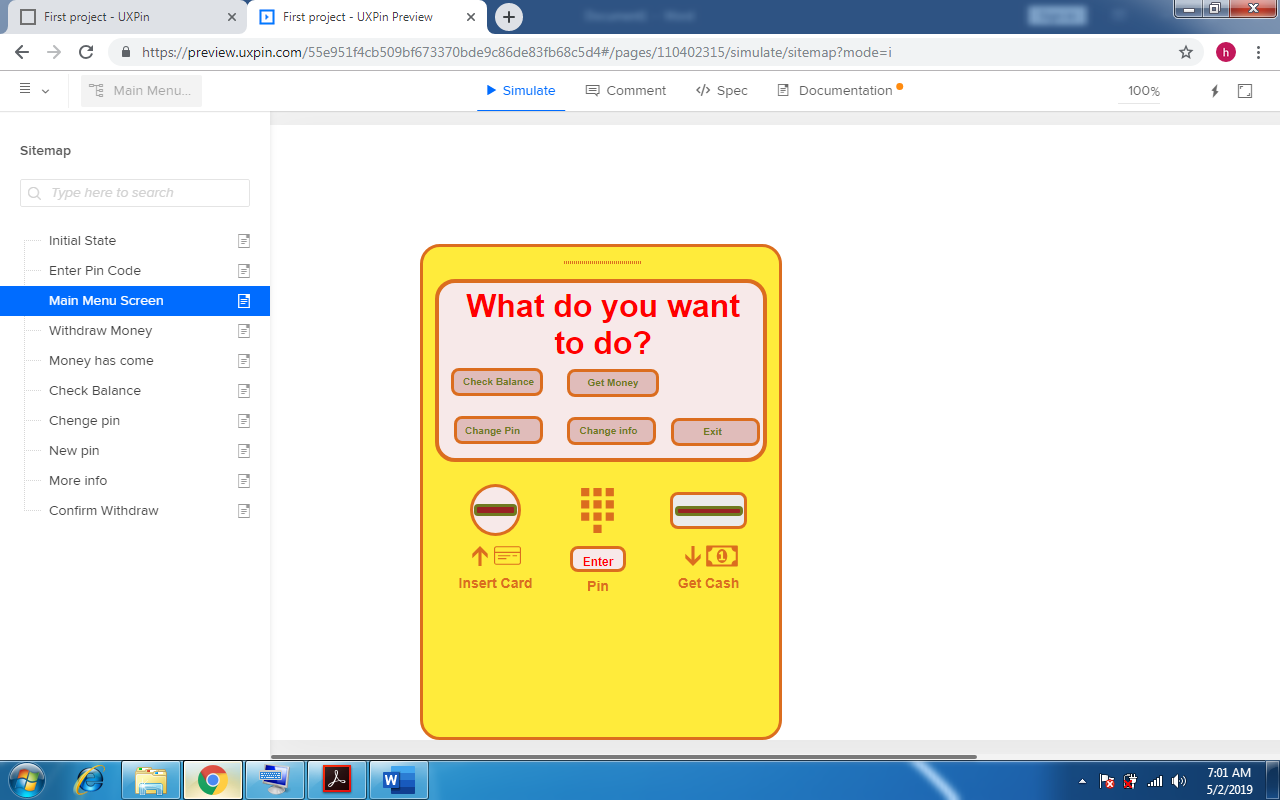 First project - UXPin
First project - UXPin Preview
https://preview.uxpin.com/55e951f4cb509bf673370bde9c86de83fb68c5d4#/pages/110402315/simulate/sitemap?mode=i
h
Main Menu...
Simulate
Comment
Spec
Documentation
100%
Sitemap
Type here to search
Initial State
Enter Pin Code
Main Menu Screen
Withdraw Money
Money has come
Check Balance
Chenge pin
New pin
More info
Confirm Withdraw
What do you want
to do?
Check Balance
Get Money
Change Pin
Change info
Exit
Enter
1
Insert Card
Pin
Get Cash
7:01 AM
5/2/2019